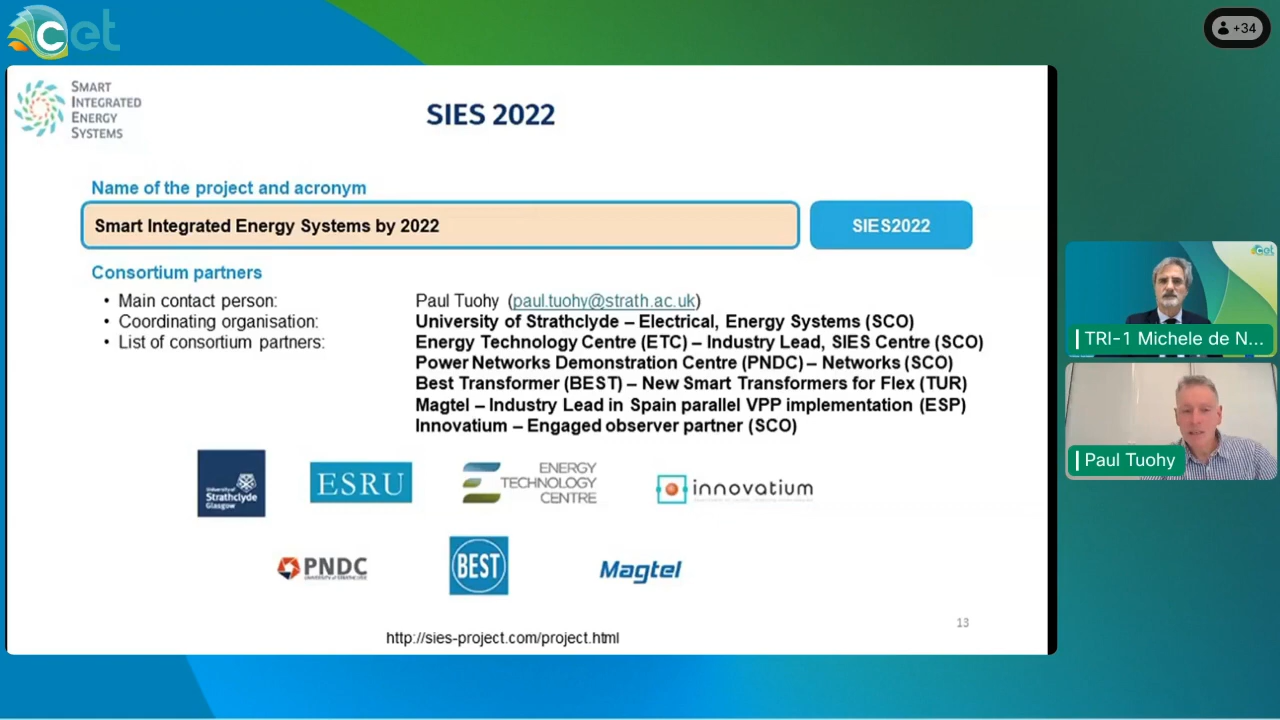 cet
+34
SMART
INTEGRATED
ENERGY
SYSTEMS
SIES 2022
Name of the project and acronym
Smart Integrated Energy Systems by 2022
SIES2022
Consortium partners
• Main contact person: Paul Tuohy (paul.tuohy@strath.ac.uk)
• Coordinating organisation: University of Strathclyde – Electrical, Energy Systems (SCO)
• List of consortium partners: Energy Technology Centre (ETC) – Industry Lead, SIES Centre (SCO)
Power Networks Demonstration Centre (PNDC) – Networks (SCO)
Best Transformer (BEST) – New Smart Transformers for Flex (TUR)
Magtel – Industry Lead in Spain parallel VPP implementation (ESP)
Innovatium – Engaged observer partner (SCO)
University of
Strathclyde
Glasgow
ESRU
ENERGY
TECHNOLOGY
CENTRE
innovatium
PNDC
UNIVERSITY of STRATHCLYDE
BEST
Magtel
13
http://sies-project.com/project.html
cet
TRI-1 Michele de N...
Paul Tuohy